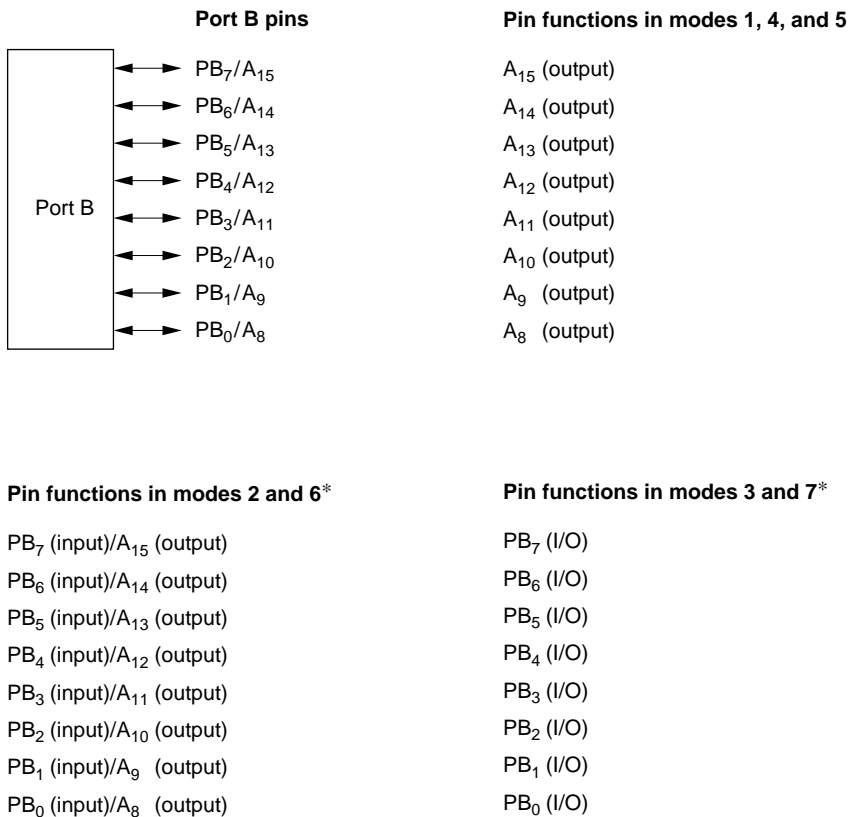 Port B pins Pin functions in modes 1, 4, and 5
PB7/A15 A15 (output)
PB6/A14 A14 (output)
PB5/A13 A13 (output)
PB4/A12 A12 (output)
Port B PB3/A11 A11 (output)
PB2/A10 A10 (output)
PB1/A9 A9 (output)
PB0/A8 A8 (output)
Pin functions in modes 2 and 6* Pin functions in modes 3 and 7*
PB7 (input)/A15 (output) PB7 (I/O)
PB6 (input)/A14 (output) PB6 (I/O)
PB5 (input)/A13 (output) PB5 (I/O)
PB4 (input)/A12 (output) PB4 (I/O)
PB3 (input)/A11 (output) PB3 (I/O)
PB2 (input)/A10 (output) PB2 (I/O)
PB1 (input)/A9 (output) PB1 (I/O)
PB0 (input)/A8 (output) PB0 (I/O)